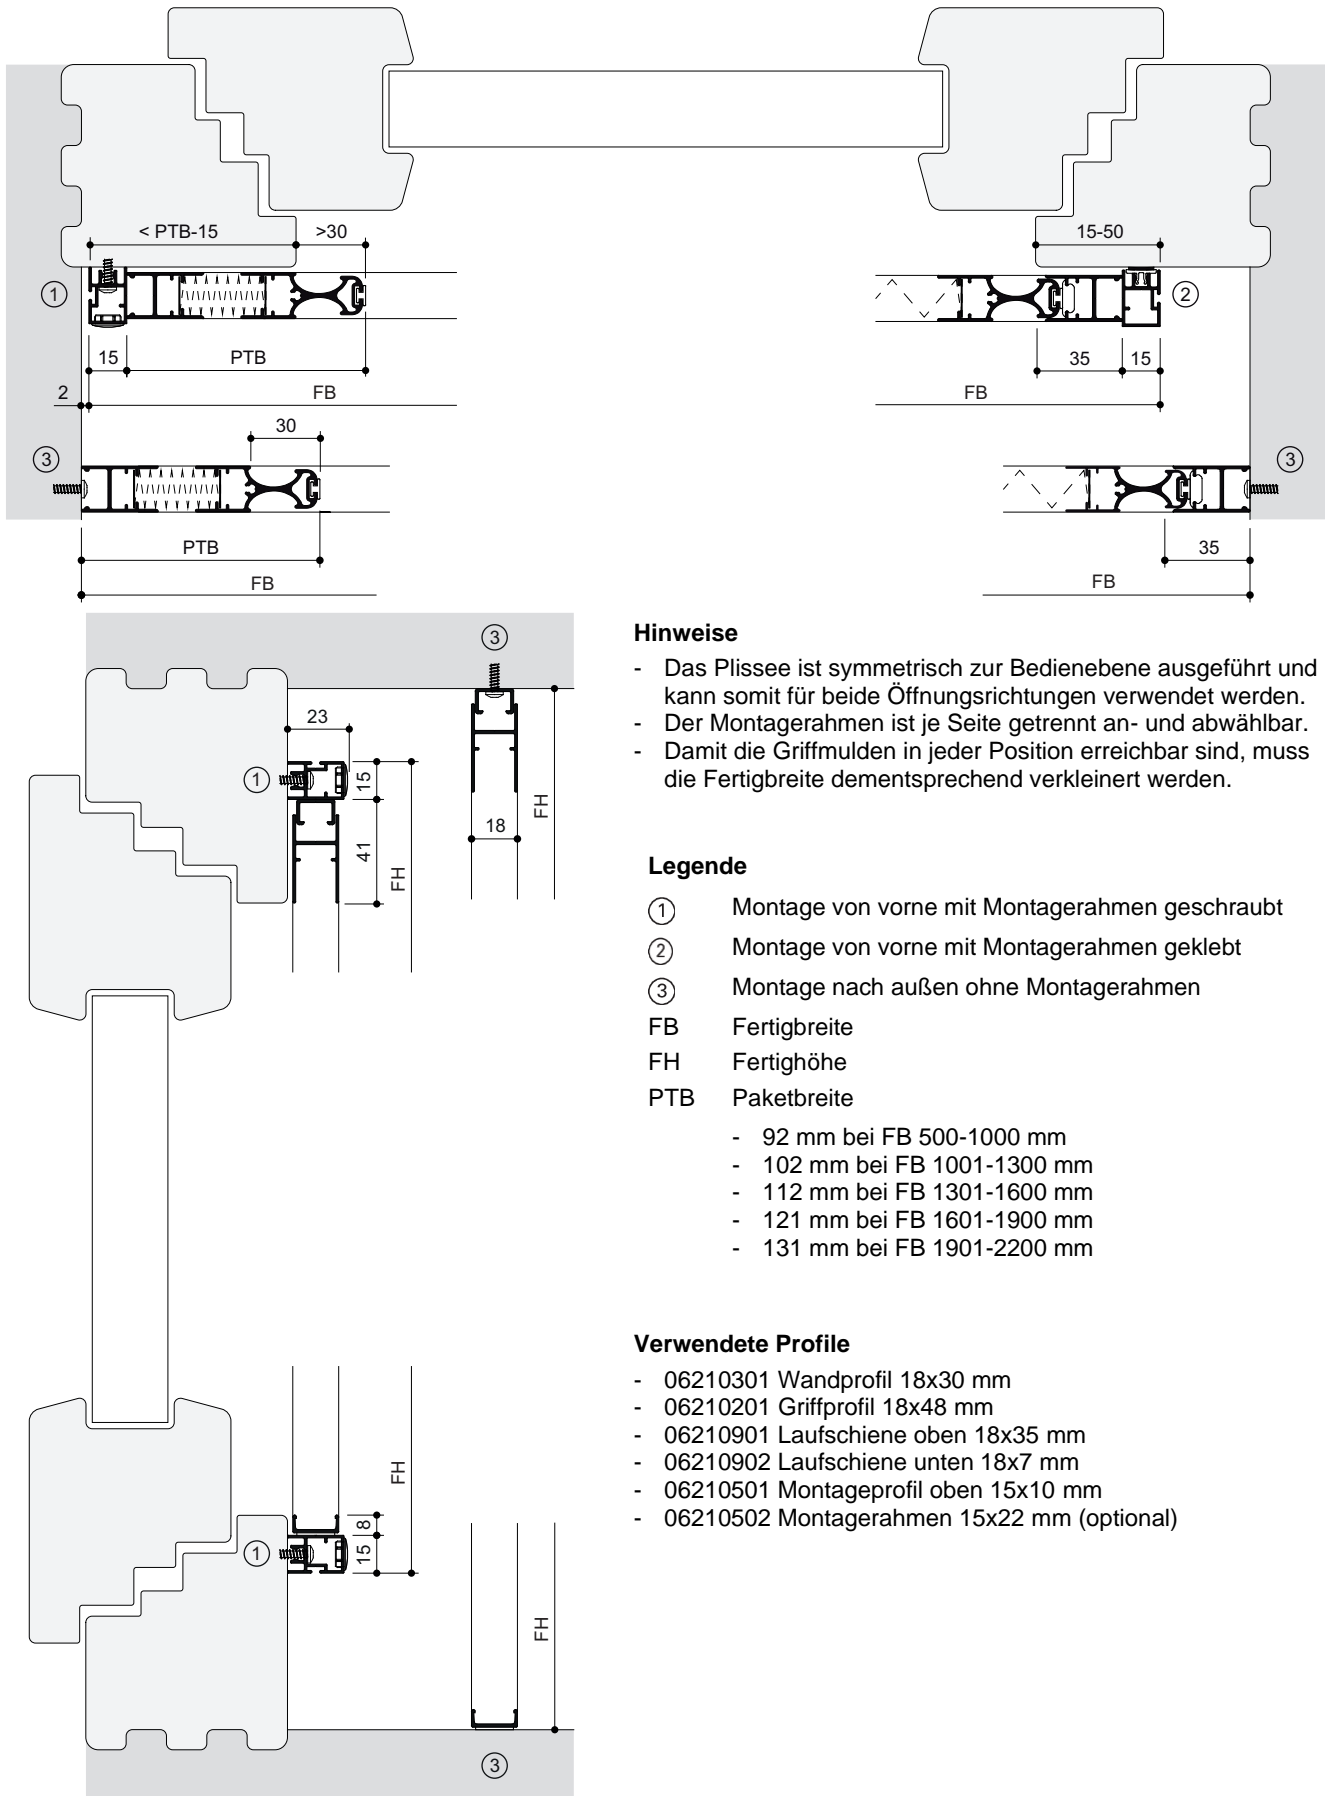 < PTB-15
>30
15-50
1
2
15
PTB
35
15
2
FB
FB
30
3
3
PTB
35
FB
FB
3
23
1
15
41
FH
18
FH
Hinweise
- Das Plissee ist symmetrisch zur Bedienebene ausgeführt und
kann somit für beide Öffnungsrichtungen verwendet werden.
- Der Montagerahmen ist je Seite getrennt an- und abwählbar.
- Damit die Griffmulden in jeder Position erreichbar sind, muss
die Fertigbreite dementsprechend verkleinert werden.
Legende
1 Montage von vorne mit Montagerahmen geschraubt
2 Montage von vorne mit Montagerahmen geklebt
3 Montage nach außen ohne Montagerahmen
FB Fertigbreite
FH Fertighöhe
PTB Paketbreite
- 92 mm bei FB 500-1000 mm
- 102 mm bei FB 1001-1300 mm
- 112 mm bei FB 1301-1600 mm
- 121 mm bei FB 1601-1900 mm
- 131 mm bei FB 1901-2200 mm
Verwendete Profile
- 06210301 Wandprofil 18x30 mm
- 06210201 Griffprofil 18x48 mm
- 06210901 Laufschiene oben 18x35 mm
- 06210902 Laufschiene unten 18x7 mm
- 06210501 Montageprofil oben 15x10 mm
- 06210502 Montagerahmen 15x22 mm (optional)
FH
8
1
15
FH
3